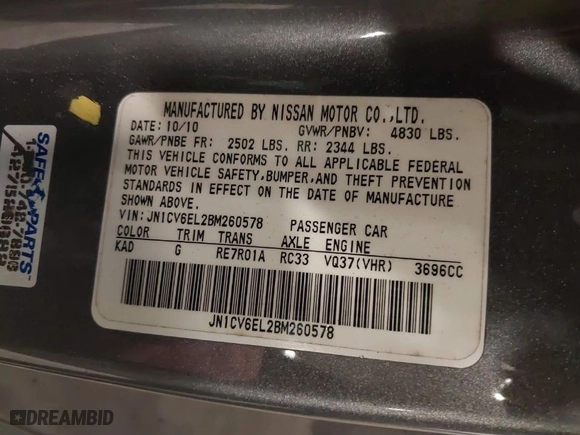 MANUFACTURED BY NISSAN MOTOR CO.,LTD.
DATE: 10/10 GVWR/PNBV: 4830 LBS.
GAWR/PNBE FR: 2502 LBS. RR: 2344 LBS.
THIS VEHICLE CONFORMS TO ALL APPLICABLE FEDERAL
MOTOR VEHICLE SAFETY,BUMPER,AND THEFT PREVENTION
STANDARDS IN EFFECT ON THE DATE OF MANUFACTURE
SHOWN ABOVE.
VIN: JN1CV6EL2BM260578 PASSENGER CAR
COLOR TRIM TRANS AXLE ENGINE
KAD G RE7R01A RC33 VQ37(VHR) 3696CC
JN1CV6EL2BM260578
SAFE PARTS
DREAMBID